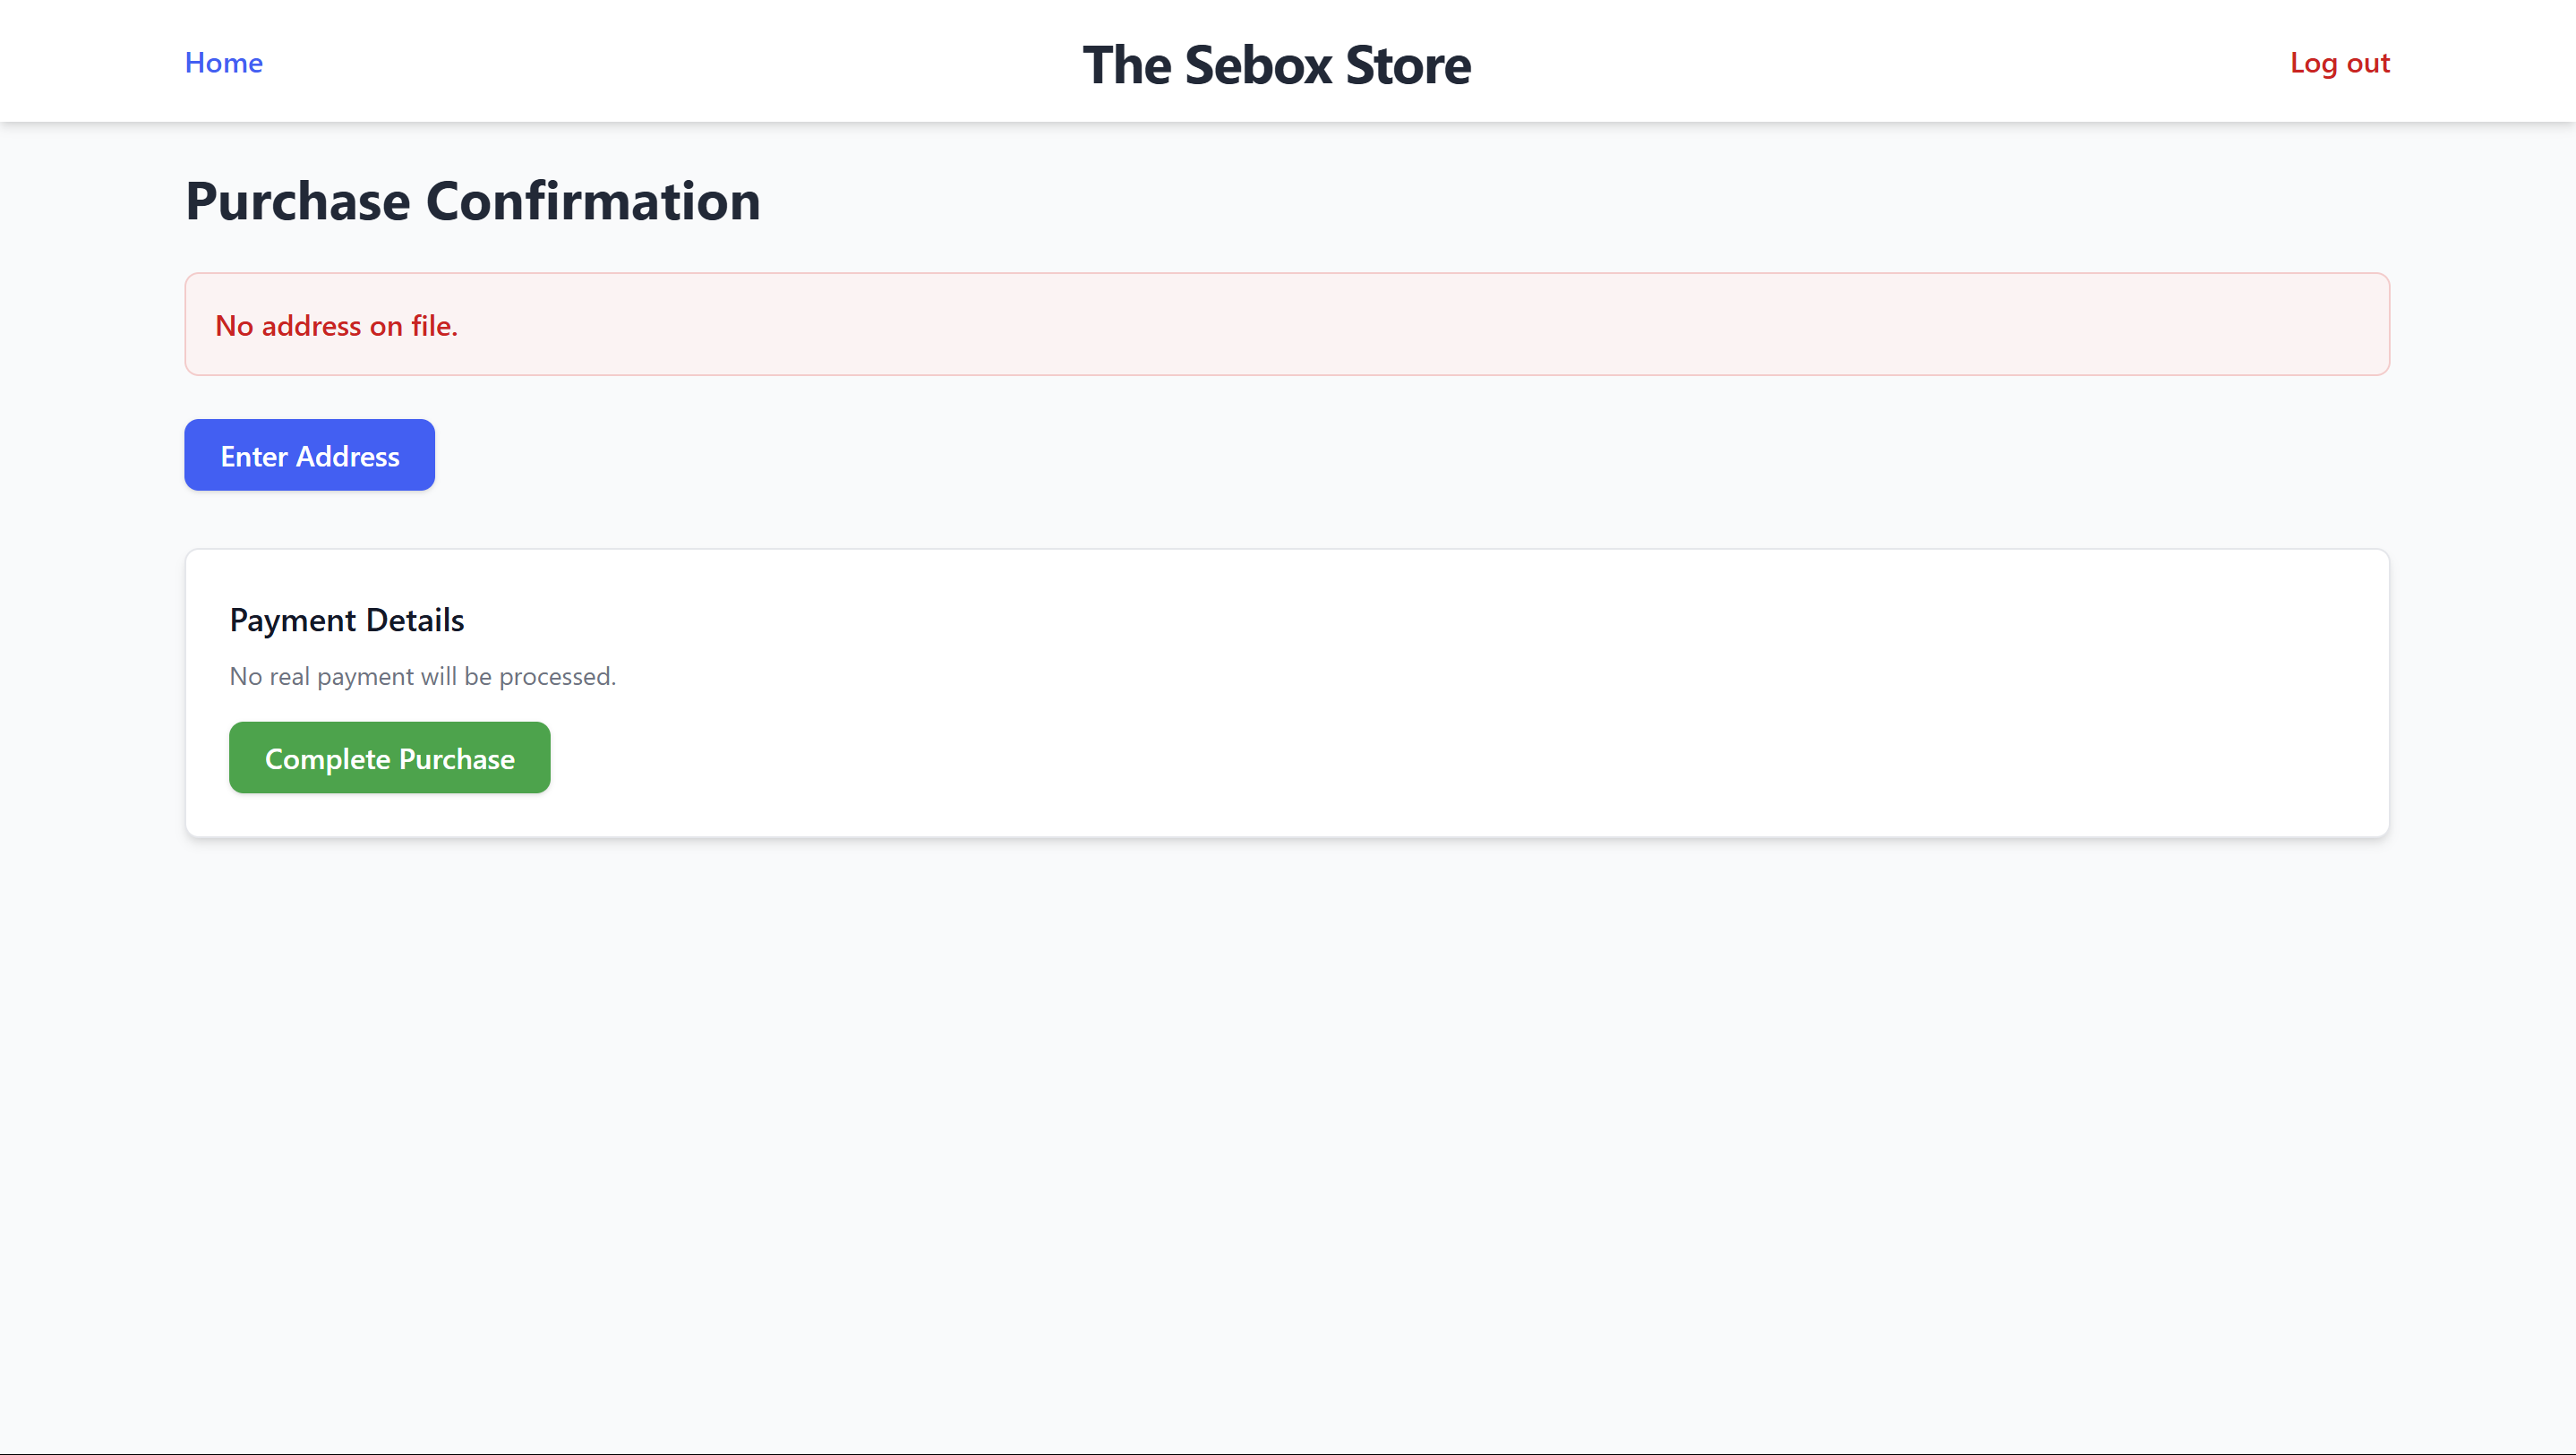 Home
The Sebox Store
Log out
Purchase Confirmation
No address on file.
Enter Address
Payment Details
No real payment will be processed.
Complete Purchase